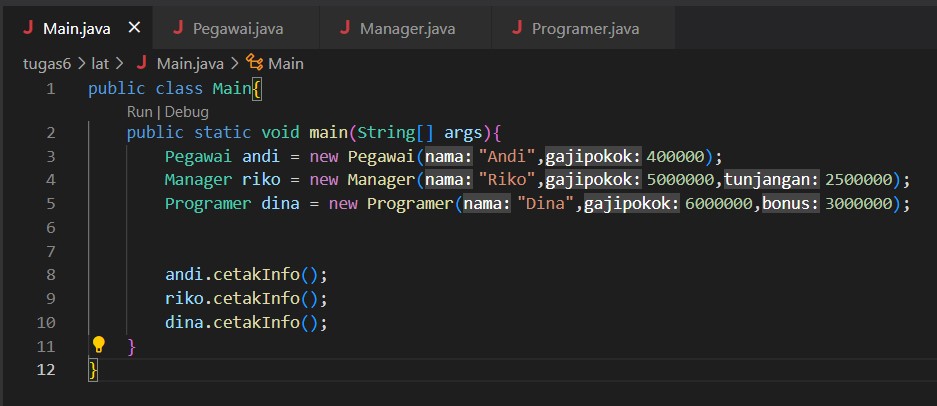 Main.java × Pegawai.java Manager.java Programer.java
tugas6 > lat > Main.java > Main
1 public class Main{
Run | Debug
2 public static void main(String[] args){
3 Pegawai andi = new Pegawai(nama:"Andi",gajipokok:400000);
4 Manager riko = new Manager(nama:"Riko",gajipokok:5000000,tunjangan:2500000);
5 Programer dina = new Programer(nama:"Dina",gajipokok:6000000,bonus:3000000);
6
7
8 andi.cetakInfo();
9 riko.cetakInfo();
10 dina.cetakInfo();
11 }
12 }